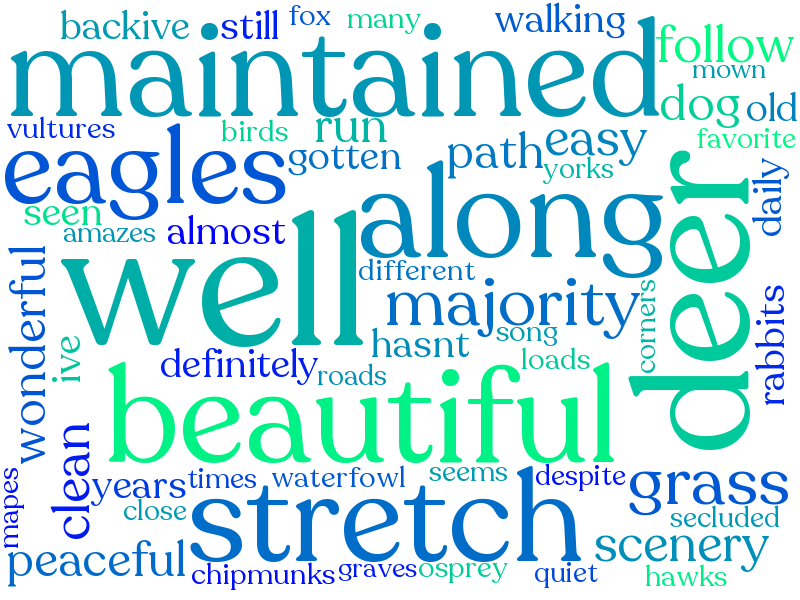 backive still fox many walking
maintained follow
mown
dog old
vultures birds run favorite
eagles gotten path easy
yorks
seen
amazes almost along deer daily
well different
wonderful majority corners
ive hasnt song rabbits
definitely roads loads
beautiful
clean
mapes years times waterfowl seems despite grass
close stretch secluded
peaceful scenery
chipmunks graves osprey quiet hawks